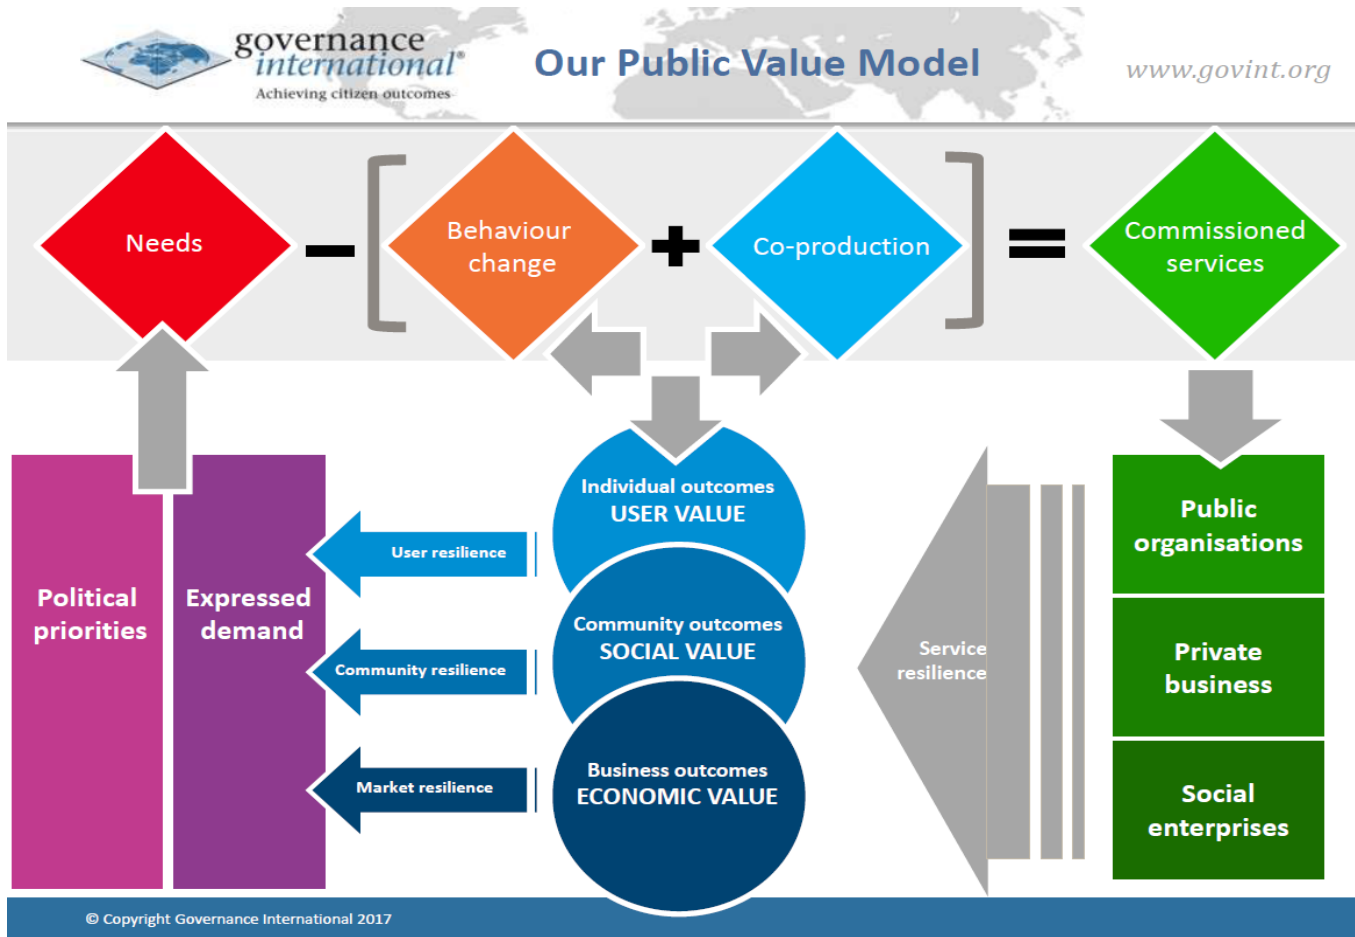 governance
international®
Achieving citizen outcomes
Our Public Value Model
www.govint.org
Needs
–
[
Behaviour
change
+
Co-production
]
=
Commissioned
services
Political
priorities
Expressed
demand
User resilience
Community resilience
Market resilience
Individual outcomes
USER VALUE
Community outcomes
SOCIAL VALUE
Business outcomes
ECONOMIC VALUE
Service
resilience
Public
organisations
Private
business
Social
enterprises
© Copyright Governance International 2017